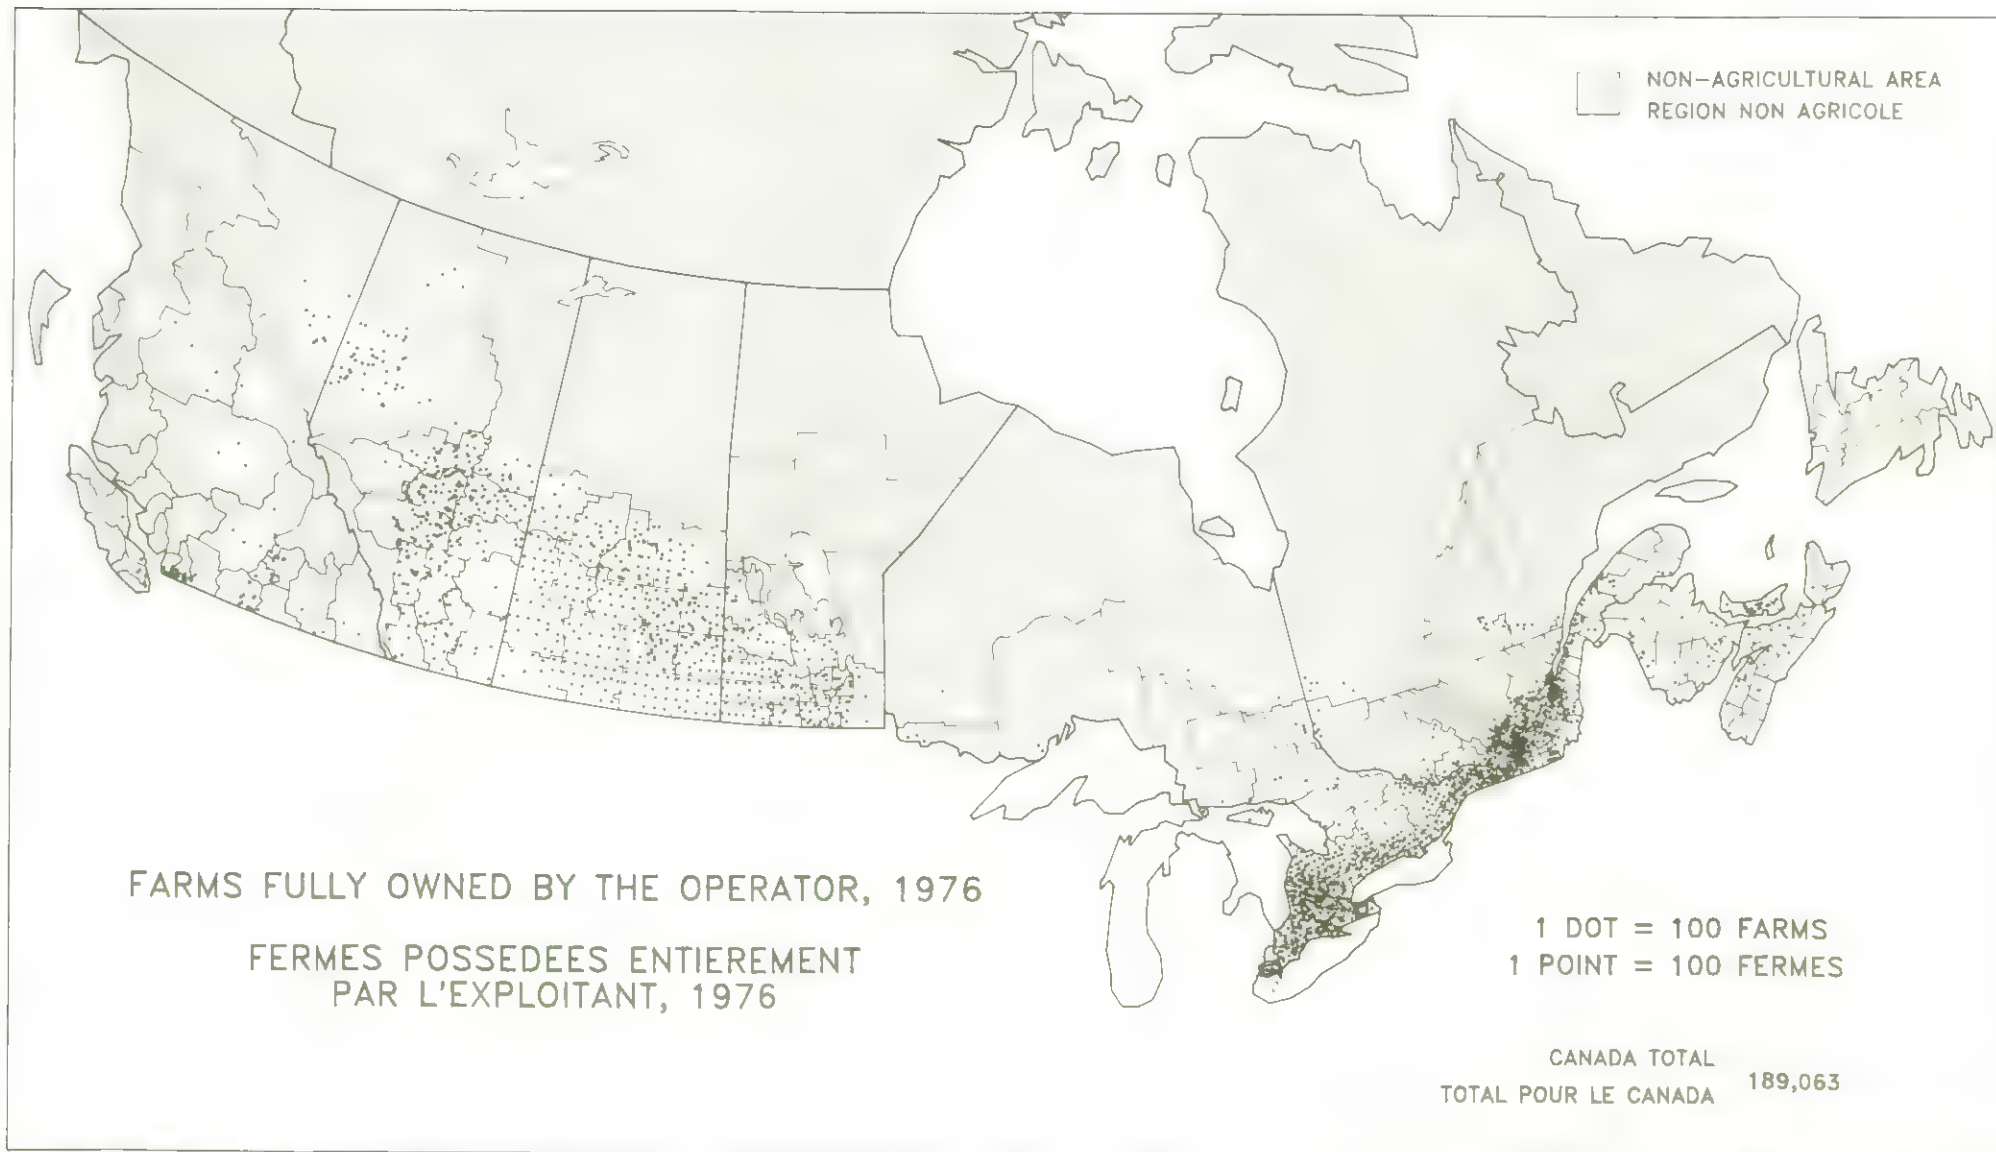 NON-AGRICULTURAL AREA
REGION NON AGRICOLE
FARMS FULLY OWNED BY THE OPERATOR, 1976
FERMES POSSEDEES ENTIEREMENT
PAR L'EXPLOITANT, 1976
1 DOT = 100 FARMS
1 POINT = 100 FERMES
CANADA TOTAL
TOTAL POUR LE CANADA 189,063